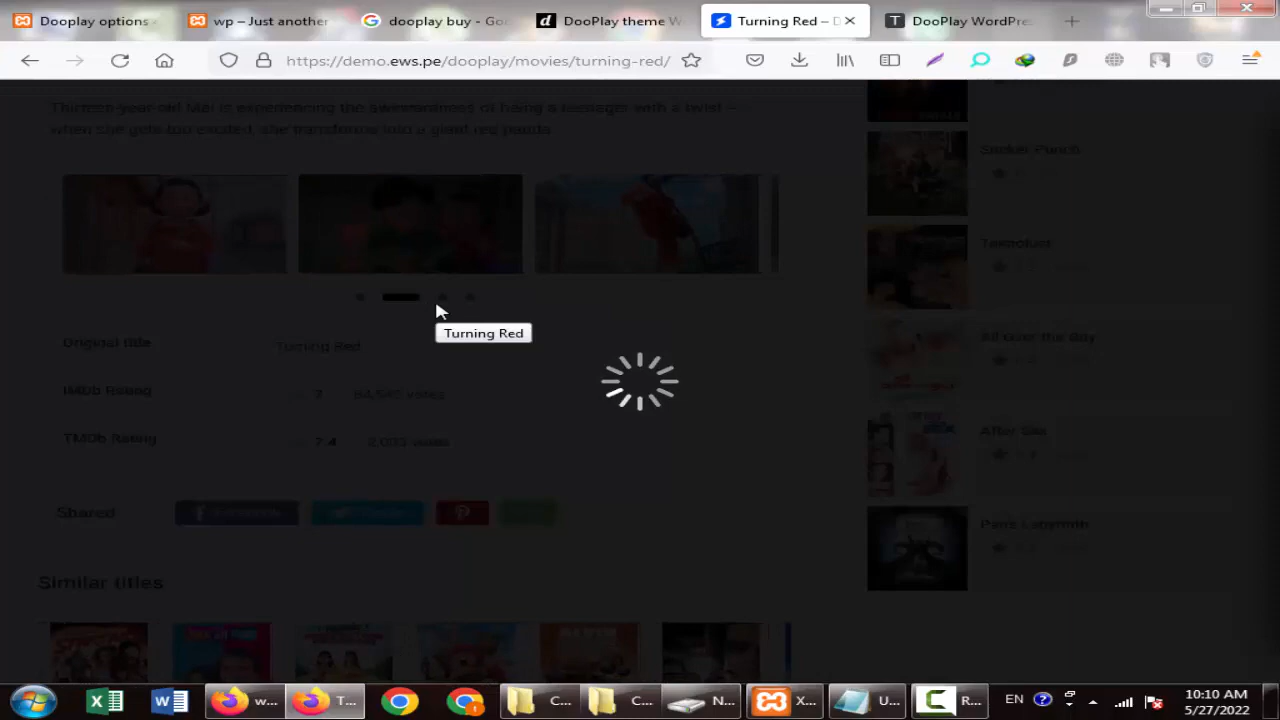 Dooplay options
wp – Just another
dooplay buy - Go
DooPlay theme W
Turning Red – D
DooPlay WordPre
https://demo.ews.pe/dooplay/movies/turning-red/
Thirteen-year-old Mei is experiencing the awkwardness of being a teenager with a twist –
when she gets too excited, she transforms into a giant red panda.
Turning Red
Original title
Turning Red
IMDb Rating
7
TMDb Rating
7.4
Shared
Similar titles
Sucker Punch
All Over the Guy
Pan's Labyrinth
w...
T...
C...
C...
N...
X...
U...
R...
EN
10:10 AM
5/27/2022